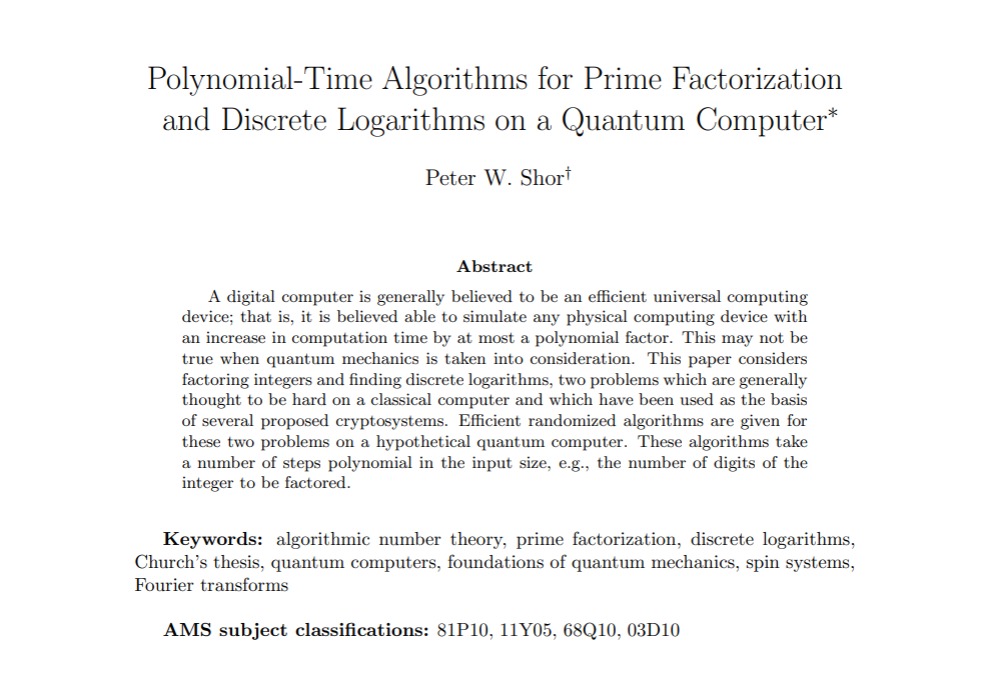 Polynomial-Time Algorithms for Prime Factorization
and Discrete Logarithms on a Quantum Computer*
Peter W. Shor†
Abstract
A digital computer is generally believed to be an efficient universal computing
device; that is, it is believed able to simulate any physical computing device with
an increase in computation time by at most a polynomial factor. This may not be
true when quantum mechanics is taken into consideration. This paper considers
factoring integers and finding discrete logarithms, two problems which are generally
thought to be hard on a classical computer and which have been used as the basis
of several proposed cryptosystems. Efficient randomized algorithms are given for
these two problems on a hypothetical quantum computer. These algorithms take
a number of steps polynomial in the input size, e.g., the number of digits of the
integer to be factored.
Keywords: algorithmic number theory, prime factorization, discrete logarithms,
Church's thesis, quantum computers, foundations of quantum mechanics, spin systems,
Fourier transforms
AMS subject classifications: 81P10, 11Y05, 68Q10, 03D10